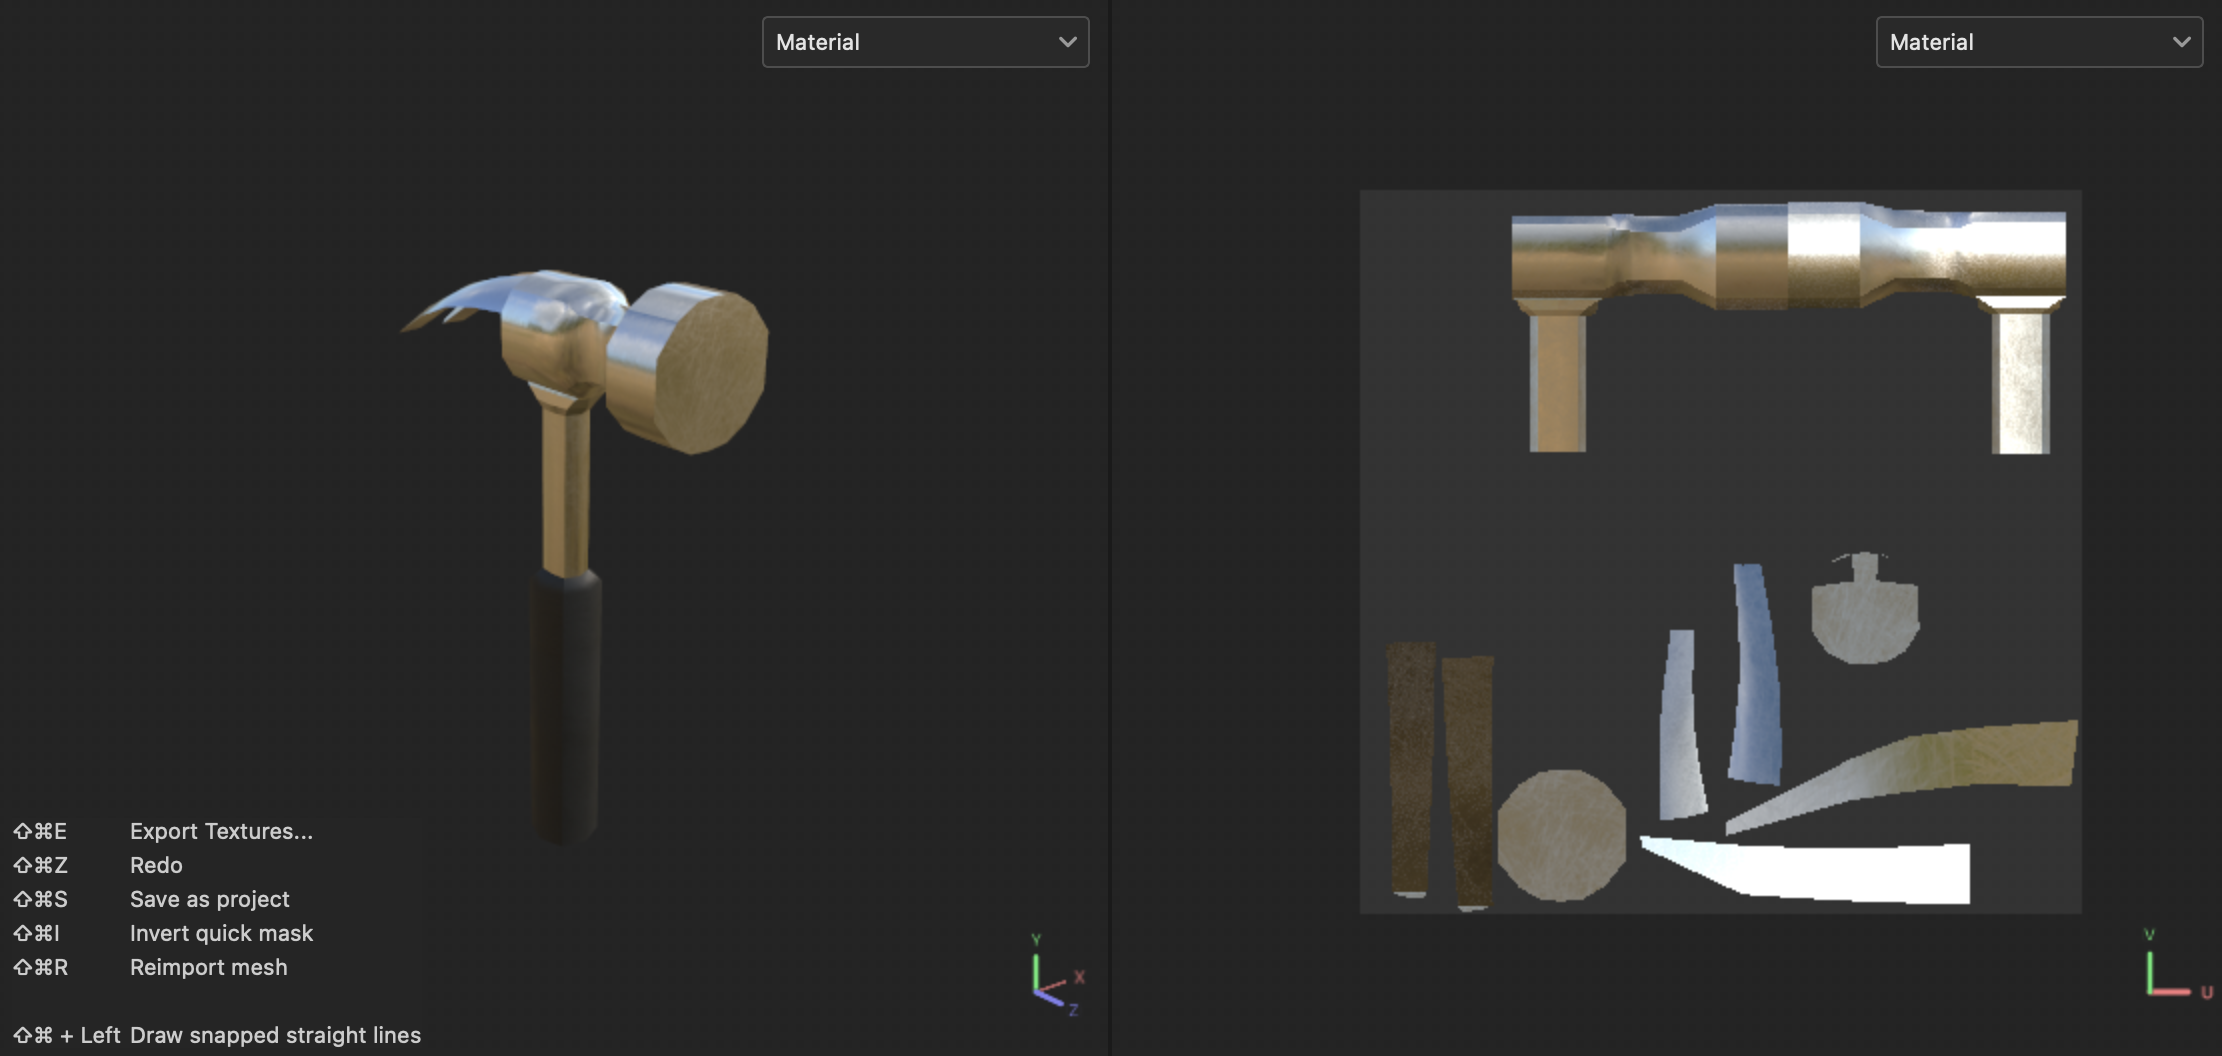 Material
Material
⇧⌘E Export Textures...
⇧⌘Z Redo
⇧⌘S Save as project
⇧⌘I Invert quick mask
⇧⌘R Reimport mesh
⇧⌘ + Left Draw snapped straight lines
Y
X
Z
V
U